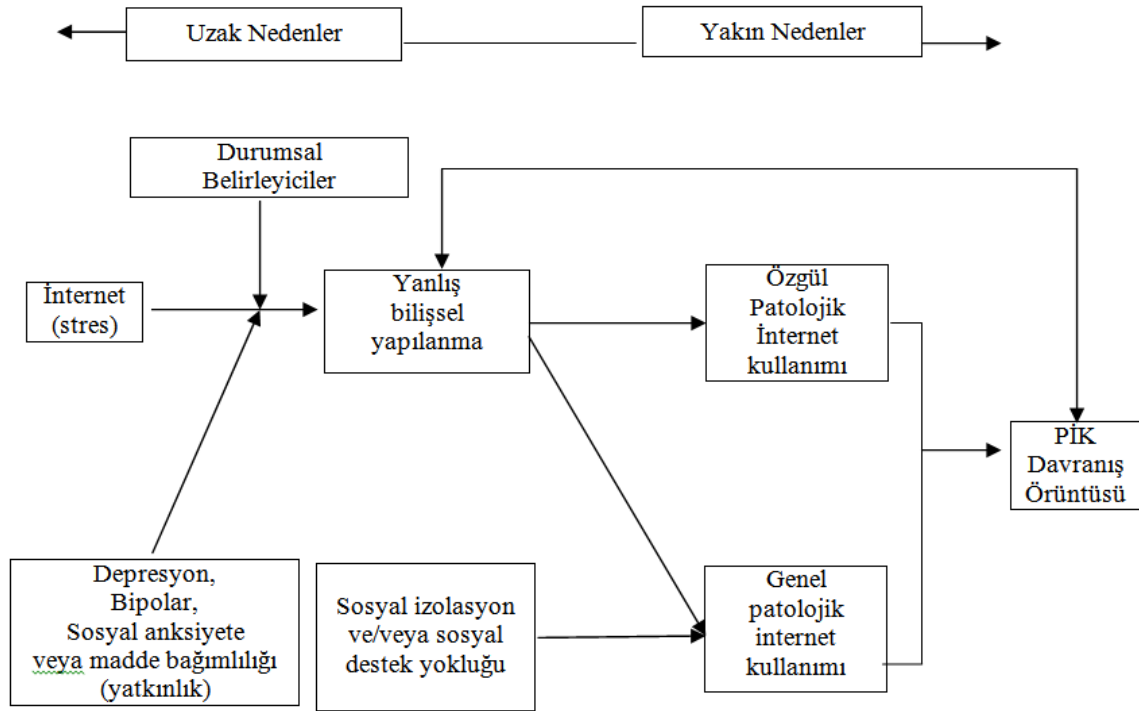 Uzak Nedenler
Yakın Nedenler
Durumsal
Belirleyiciler
İnternet
(stres)
Yanlış
bilişsel
yapılanma
Özgül
Patolojik
İnternet
kullanımı
PİK
Davranış
Örüntüsü
Depresyon,
Bipolar,
Sosyal anksiyete
veya madde bağımlılığı
(yatkınlık)
Sosyal izolasyon
ve/veya sosyal
destek yokluğu
Genel
patolojik
internet
kullanımı